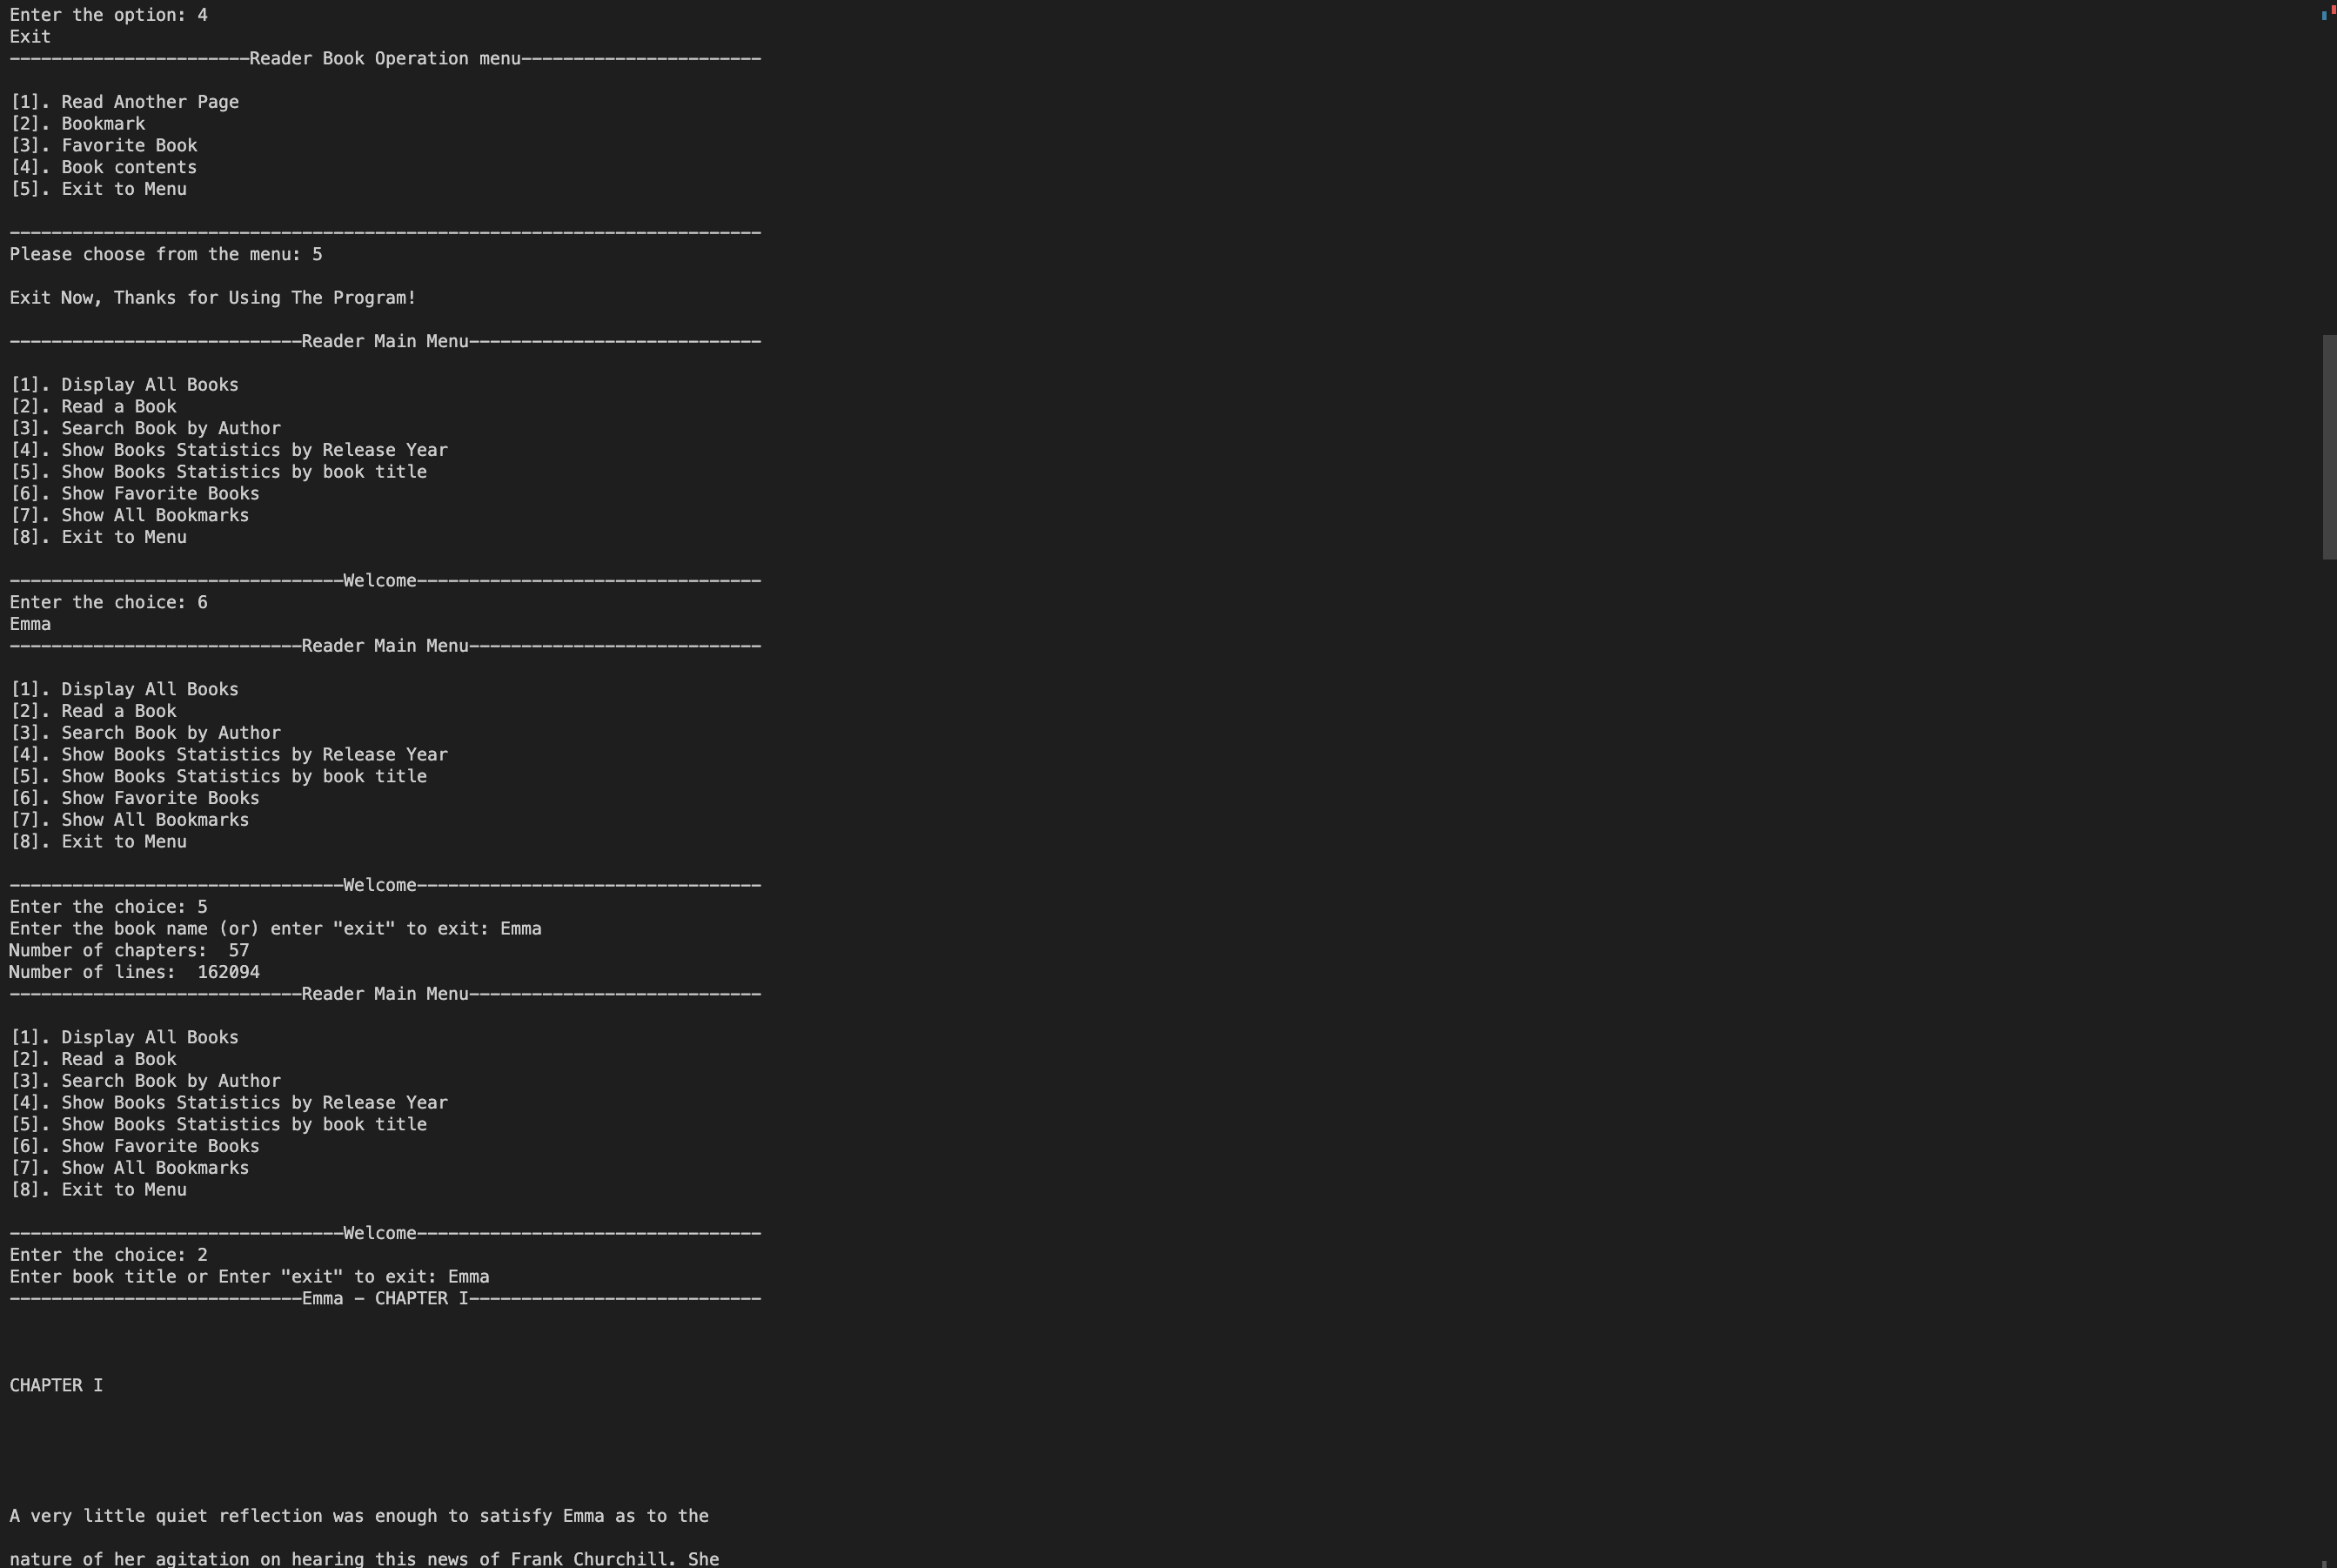 Enter the option: 4
Exit
-----------------------Reader Book Operation menu-----------------------
[1]. Read Another Page
[2]. Bookmark
[3]. Favorite Book
[4]. Book contents
[5]. Exit to Menu
------------------------------------------------------------------------
Please choose from the menu: 5
Exit Now, Thanks for Using The Program!
----------------------------Reader Main Menu----------------------------
[1]. Display All Books
[2]. Read a Book
[3]. Search Book by Author
[4]. Show Books Statistics by Release Year
[5]. Show Books Statistics by book title
[6]. Show Favorite Books
[7]. Show All Bookmarks
[8]. Exit to Menu
--------------------------------Welcome---------------------------------
Enter the choice: 6
Emma
----------------------------Reader Main Menu----------------------------
[1]. Display All Books
[2]. Read a Book
[3]. Search Book by Author
[4]. Show Books Statistics by Release Year
[5]. Show Books Statistics by book title
[6]. Show Favorite Books
[7]. Show All Bookmarks
[8]. Exit to Menu
--------------------------------Welcome---------------------------------
Enter the choice: 5
Enter the book name (or) enter "exit" to exit: Emma
Number of chapters:  57
Number of lines:  162094
----------------------------Reader Main Menu----------------------------
[1]. Display All Books
[2]. Read a Book
[3]. Search Book by Author
[4]. Show Books Statistics by Release Year
[5]. Show Books Statistics by book title
[6]. Show Favorite Books
[7]. Show All Bookmarks
[8]. Exit to Menu
--------------------------------Welcome---------------------------------
Enter the choice: 2
Enter book title or Enter "exit" to exit: Emma
----------------------------Emma - CHAPTER I----------------------------
CHAPTER I
A very little quiet reflection was enough to satisfy Emma as to the
nature of her agitation on hearing this news of Frank Churchill. She